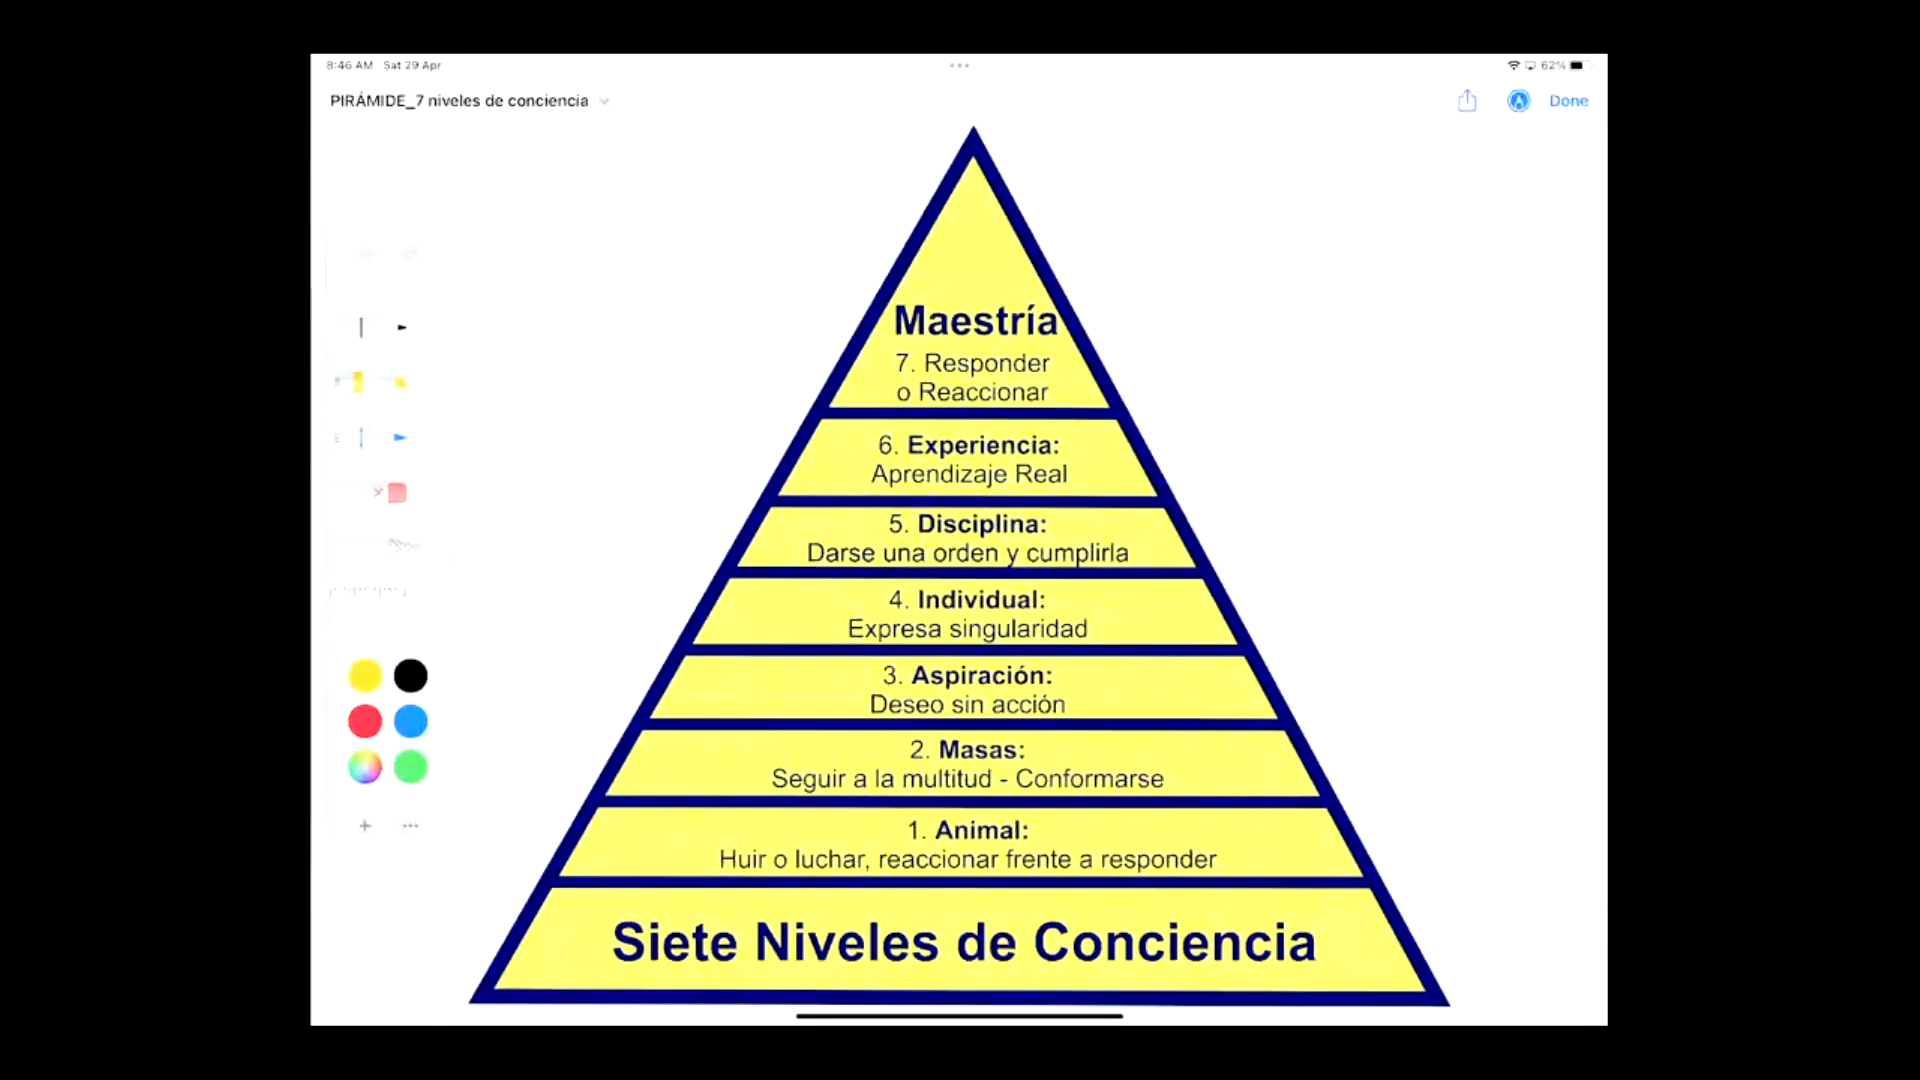 8:46 AM Sat 29 Apr
62%
PIRÁMIDE_7 niveles de conciencia
Done
Maestría
7. Responder
o Reaccionar
6. Experiencia:
Aprendizaje Real
5. Disciplina:
Darse una orden y cumplirla
4. Individual:
Expresa singularidad
3. Aspiración:
Deseo sin acción
2. Masas:
Seguir a la multitud - Conformarse
1. Animal:
Huir o luchar, reaccionar frente a responder
Siete Niveles de Conciencia